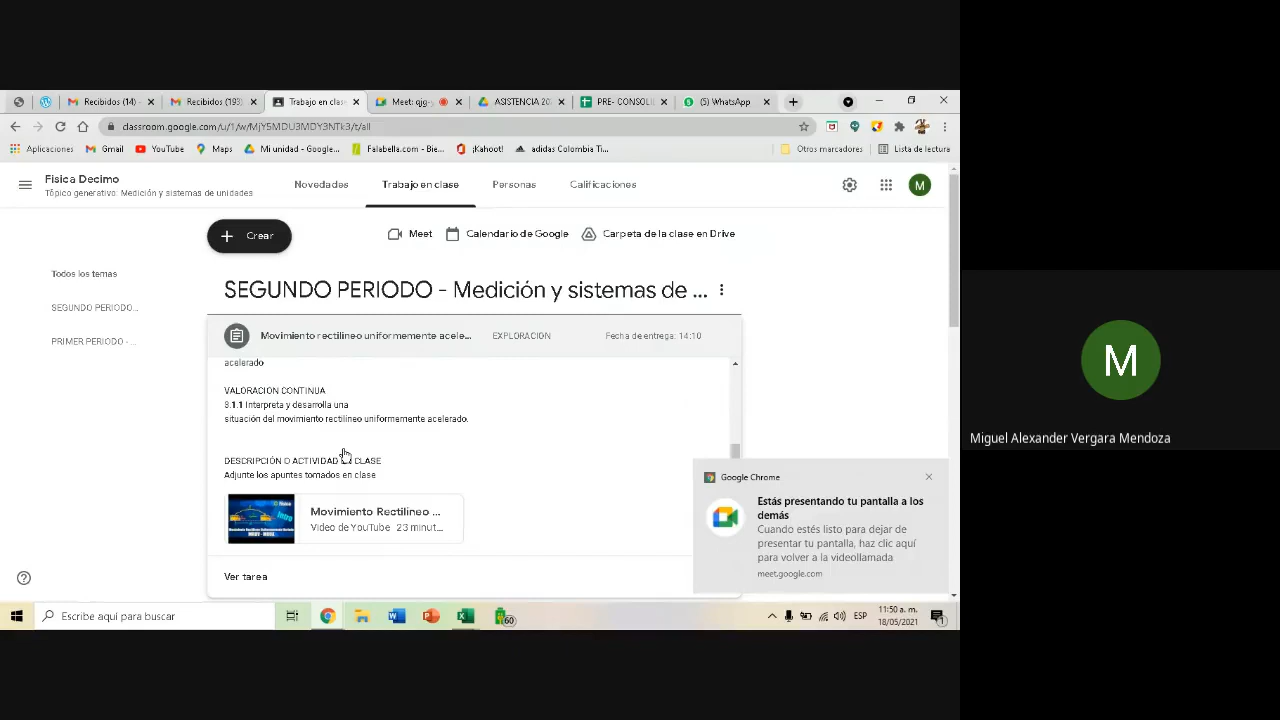 Recibidos (14) -
Recibidos (193)
Trabajo en clase
Meet: qjg-
ASISTENCIA 20
PRE- CONSOLI
(5) WhatsApp
classroom.google.com/u/1/w/MjY5MDU3MDY3NTk3/t/all
Aplicaciones
Gmail
YouTube
Maps
Mi unidad - Google...
Falabella.com - Bie...
¡Kahoot!
adidas Colombia Ti...
Otros marcadores
Lista de lectura
Fisica Decimo
Tópico generativo: Medición y sistemas de unidades
Novedades
Trabajo en clase
Personas
Calificaciones
M
Crear
Meet
Calendario de Google
Carpeta de la clase en Drive
Todos los temas
SEGUNDO PERIODO...
PRIMER PERIODO - ...
SEGUNDO PERIODO - Medición y sistemas de ...
Movimiento rectilineo uniformemente acele...
EXPLORACION
Fecha de entrega: 14:10
acelerado
VALORACION CONTINUA
3.1.1 Interpreta y desarrolla una
situación del movimiento rectilíneo uniformemente acelerado.
DESCRIPCIÓN O ACTIVIDAD CLASE
Adjunte los apuntes tomados en clase
Intro
Movimiento Rectilineo ...
Video de YouTube 23 minut...
Ver tarea
Google Chrome
Estás presentando tu pantalla a los
demás
Cuando estés listo para dejar de
presentar tu pantalla, haz clic aquí
para volver a la videollamada
meet.google.com
Escribe aquí para buscar
60
ESP
11:50 a. m.
18/05/2021
1
M
Miguel Alexander Vergara Mendoza